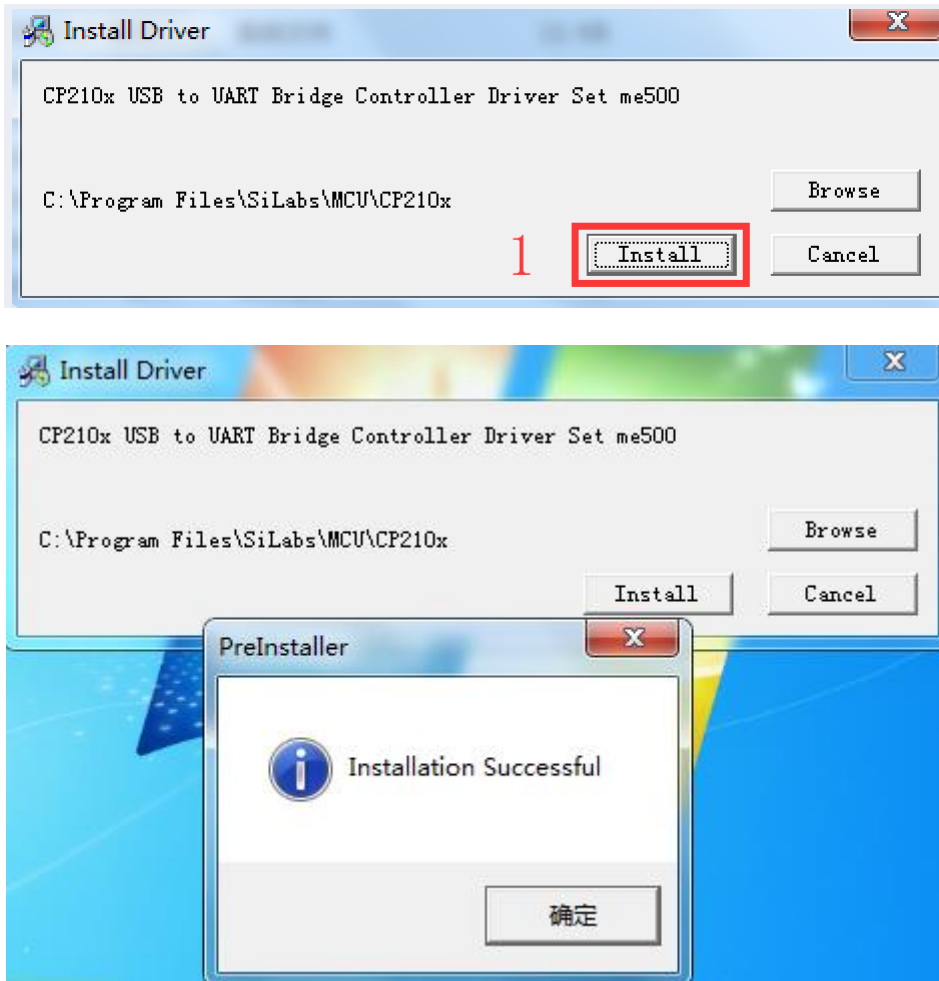 Install Driver
CP210x USB to UART Bridge Controller Driver Set me500
C:\Program Files\SiLabs\MCU\CP210x
Browse
1
Install
Cancel
Install Driver
CP210x USB to UART Bridge Controller Driver Set me500
C:\Program Files\SiLabs\MCU\CP210x
Browse
Install
Cancel
PreInstaller
Installation Successful
确定